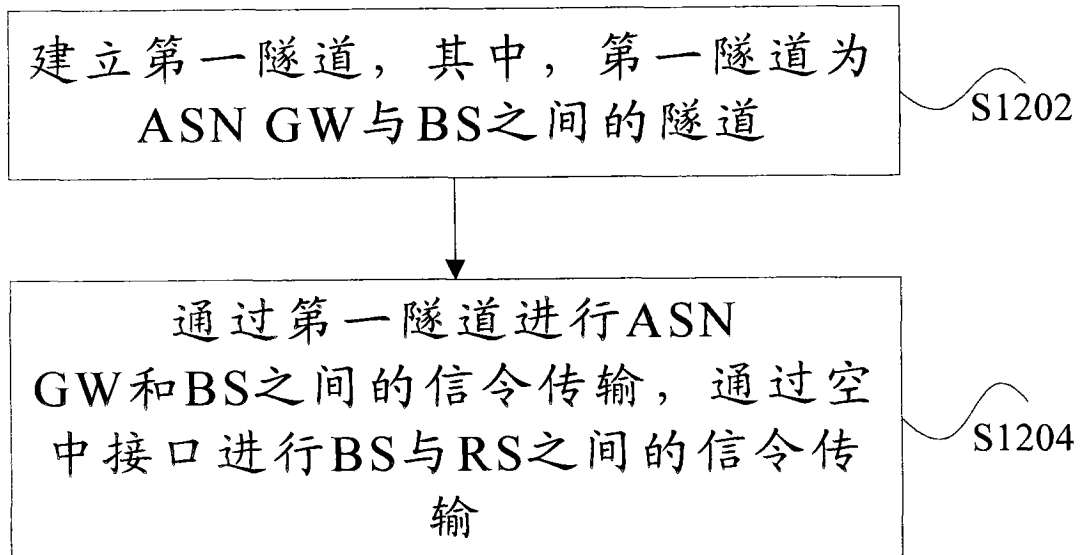 建立第一隧道，其中，第一隧道为
ASN GW与BS之间的隧道
S1202
通过第一隧道进行ASN
GW和BS之间的信令传输，通过空
中接口进行BS与RS之间的信令传
输
S1204